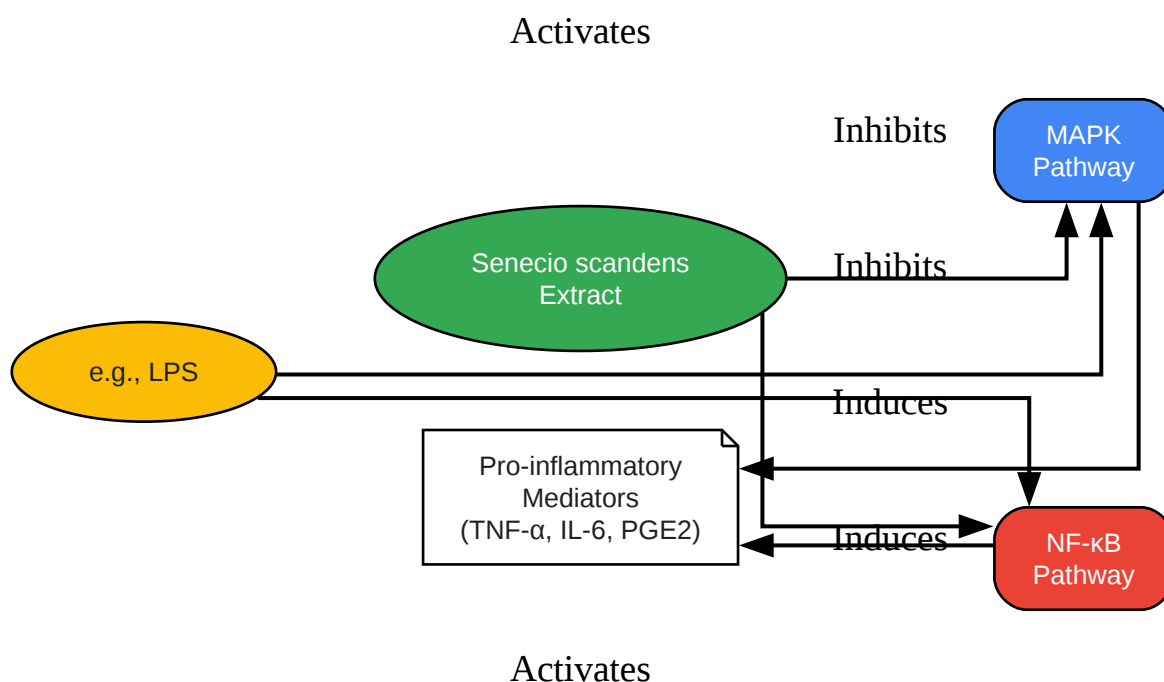 Activates
Inhibits
MAPK
Pathway
Senecio scandens
Extract
Inhibits
e.g., LPS
Induces
Pro-inflammatory
Mediators
(TNF-α, IL-6, PGE2)
Induces
NF-κB
Pathway
Activates